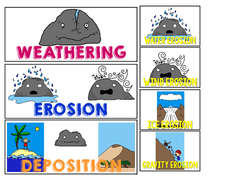 WEATHERING
EROSION
DEPOSITION
WATER EROSION
WIND EROSION
ICE EROSION
GRAVITY EROSION